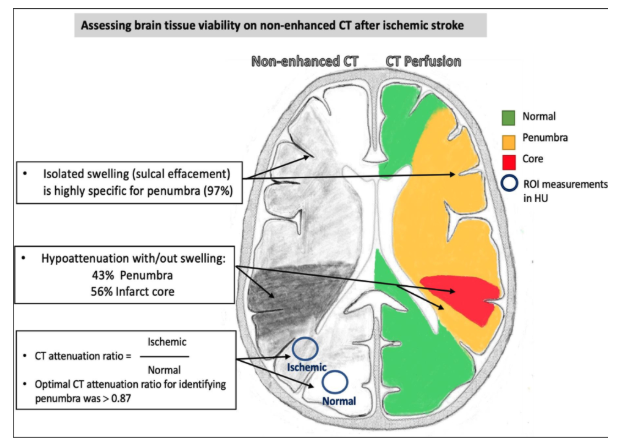 Assessing brain tissue viability on non-enhanced CT after ischemic stroke
Non-enhanced CT
CT Perfusion
Normal
Penumbra
Core
ROI measurements
in HU
• Isolated swelling (sulcal effacement)
is highly specific for penumbra (97%)
• Hypoattenuation with/out swelling:
43% Penumbra
56% Infarct core
• CT attenuation ratio = Ischemic
Normal
• Optimal CT attenuation ratio for identifying
penumbra was > 0.87
Ischemic
Normal